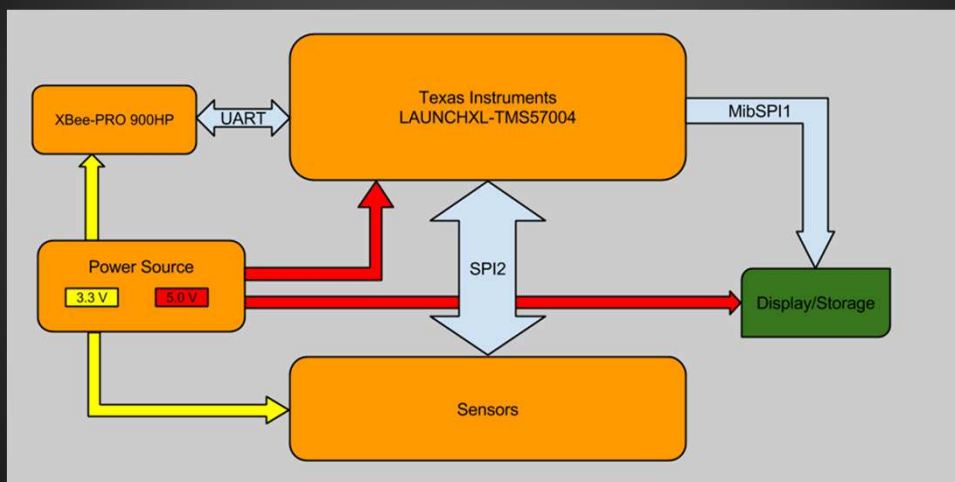 Texas Instruments
LAUNCHXL-TMS57004
XBee-PRO 900HP
UART
MibSPI1
Power Source
3.3 V
5.0 V
SPI2
Display/Storage
Sensors